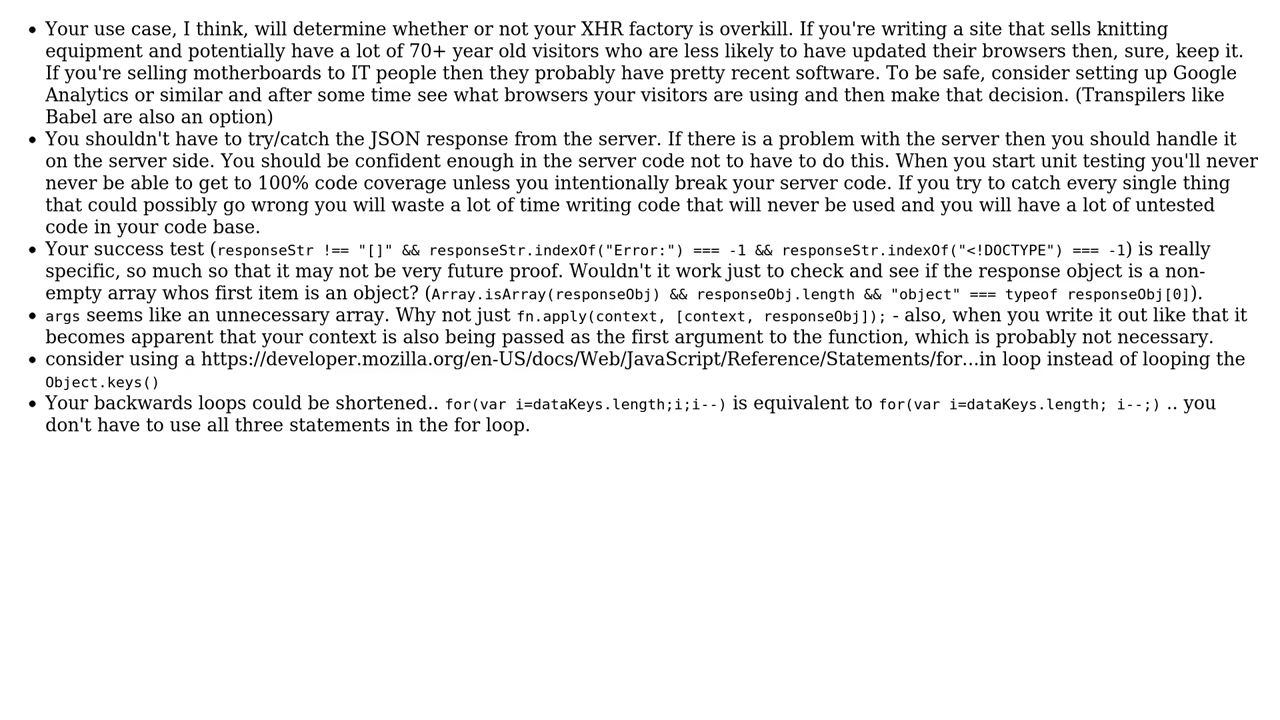 • Your use case, I think, will determine whether or not your XHR factory is overkill. If you're writing a site that sells knitting
equipment and potentially have a lot of 70+ year old visitors who are less likely to have updated their browsers then, sure, keep it.
If you're selling motherboards to IT people then they probably have pretty recent software. To be safe, consider setting up Google
Analytics or similar and after some time see what browsers your visitors are using and then make that decision. (Transpilers like
Babel are also an option)
• You shouldn't have to try/catch the JSON response from the server. If there is a problem with the server then you should handle it
on the server side. You should be confident enough in the server code not to have to do this. When you start unit testing you'll never
never be able to get to 100% code coverage unless you intentionally break your server code. If you try to catch every single thing
that could possibly go wrong you will waste a lot of time writing code that will never be used and you will have a lot of untested
code in your code base.
• Your success test (responseStr !== "[]" && responseStr.indexOf("Error:") === -1 && responseStr.indexOf("<!DOCTYPE") === -1) is really
specific, so much so that it may not be very future proof. Wouldn't it work just to check and see if the response object is a non-
empty array whos first item is an object? (Array.isArray(responseObj) && responseObj.length && "object" === typeof responseObj[0]).
• args seems like an unnecessary array. Why not just fn.apply(context, [context, responseObj]); - also, when you write it out like that it
becomes apparent that your context is also being passed as the first argument to the function, which is probably not necessary.
• consider using a https://developer.mozilla.org/en-US/docs/Web/JavaScript/Reference/Statements/for...in loop instead of looping the
Object.keys()
• Your backwards loops could be shortened.. for(var i=dataKeys.length;i;i--) is equivalent to for(var i=dataKeys.length; i--;) .. you
don't have to use all three statements in the for loop.